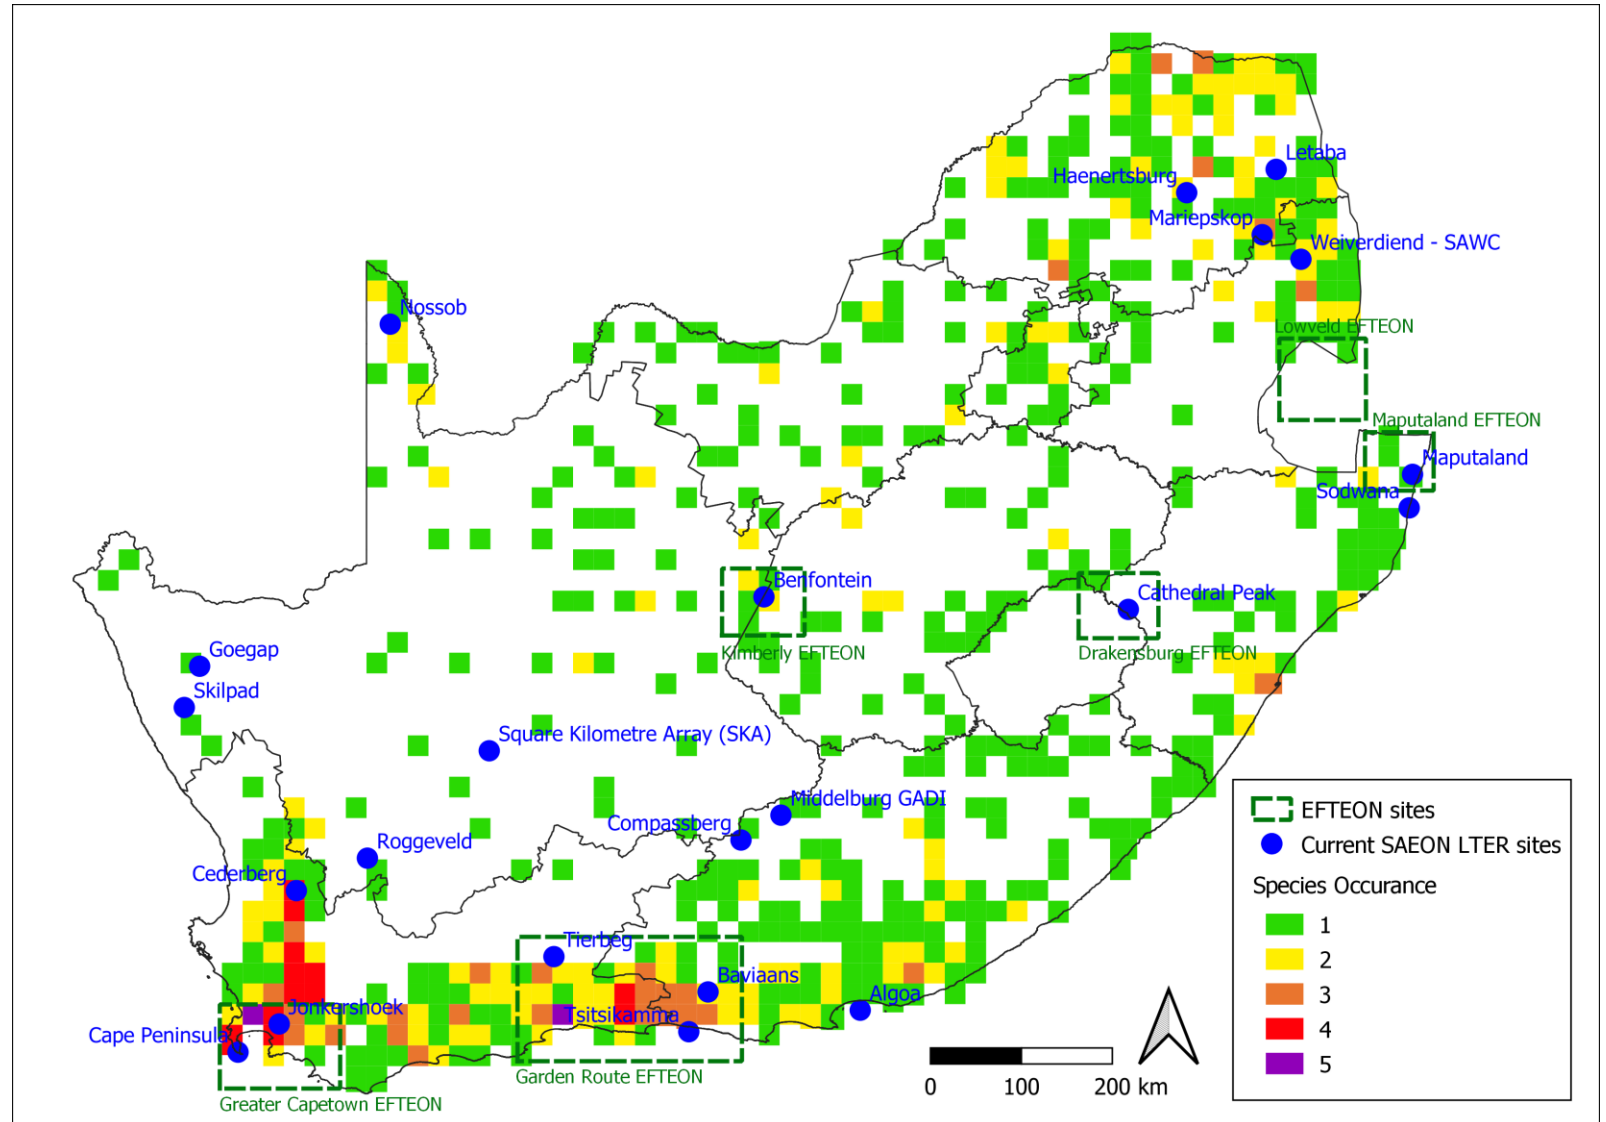 Letaba
Haenertsburg
Mariepskop
Weiverdiend - SAWC
Nossob
Lowveld EFTEON
Maputaland EFTEON
Maputaland
Sodwana
Benfontein
Cathedral Peak
Kimberly EFTEON
Drakensburg EFTEON
Goegap
Skilpad
Square Kilometre Array (SKA)
Middelburg GADI
Compassberg
Roggeveld
Cederberg
Tierbeg
Baviaans
Algoa
Jonkershoek
Tsitsikamma
Cape Peninsula
Garden Route EFTEON
Greater Capetown EFTEON
EFTEON sites
Current SAEON LTER sites
Species Occurance
1
2
3
4
5
0 100 200 km